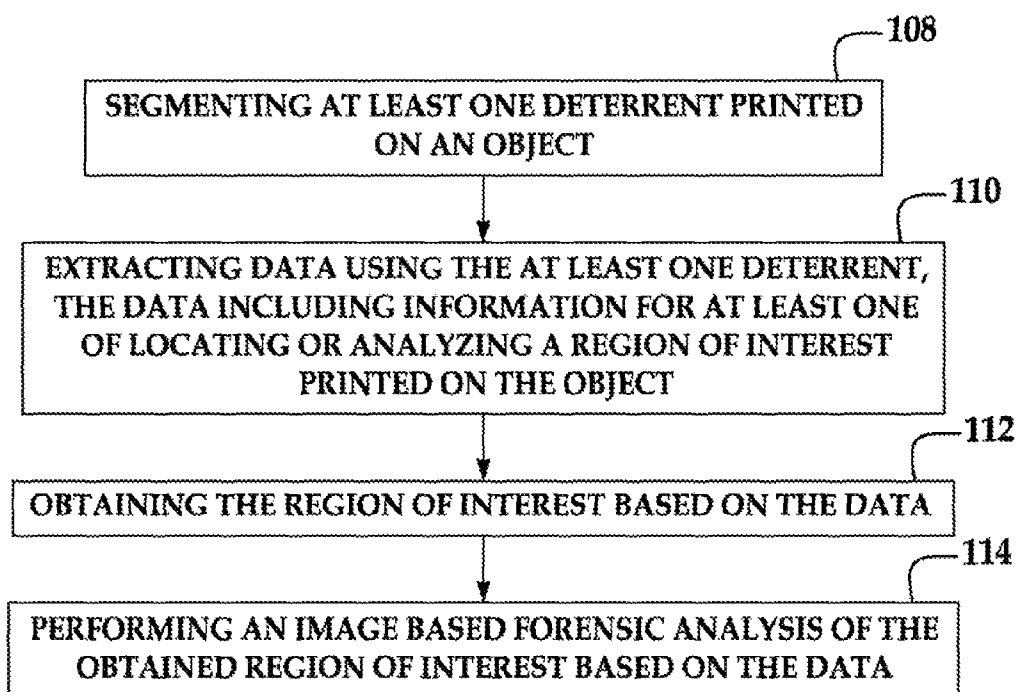 108
SEGMENTING AT LEAST ONE DETERRENT PRINTED
ON AN OBJECT
110
EXTRACTING DATA USING THE AT LEAST ONE DETERRENT,
THE DATA INCLUDING INFORMATION FOR AT LEAST ONE
OF LOCATING OR ANALYZING A REGION OF INTEREST
PRINTED ON THE OBJECT
112
OBTAINING THE REGION OF INTEREST BASED ON THE DATA
114
PERFORMING AN IMAGE BASED FORENSIC ANALYSIS OF THE
OBTAINED REGION OF INTEREST BASED ON THE DATA